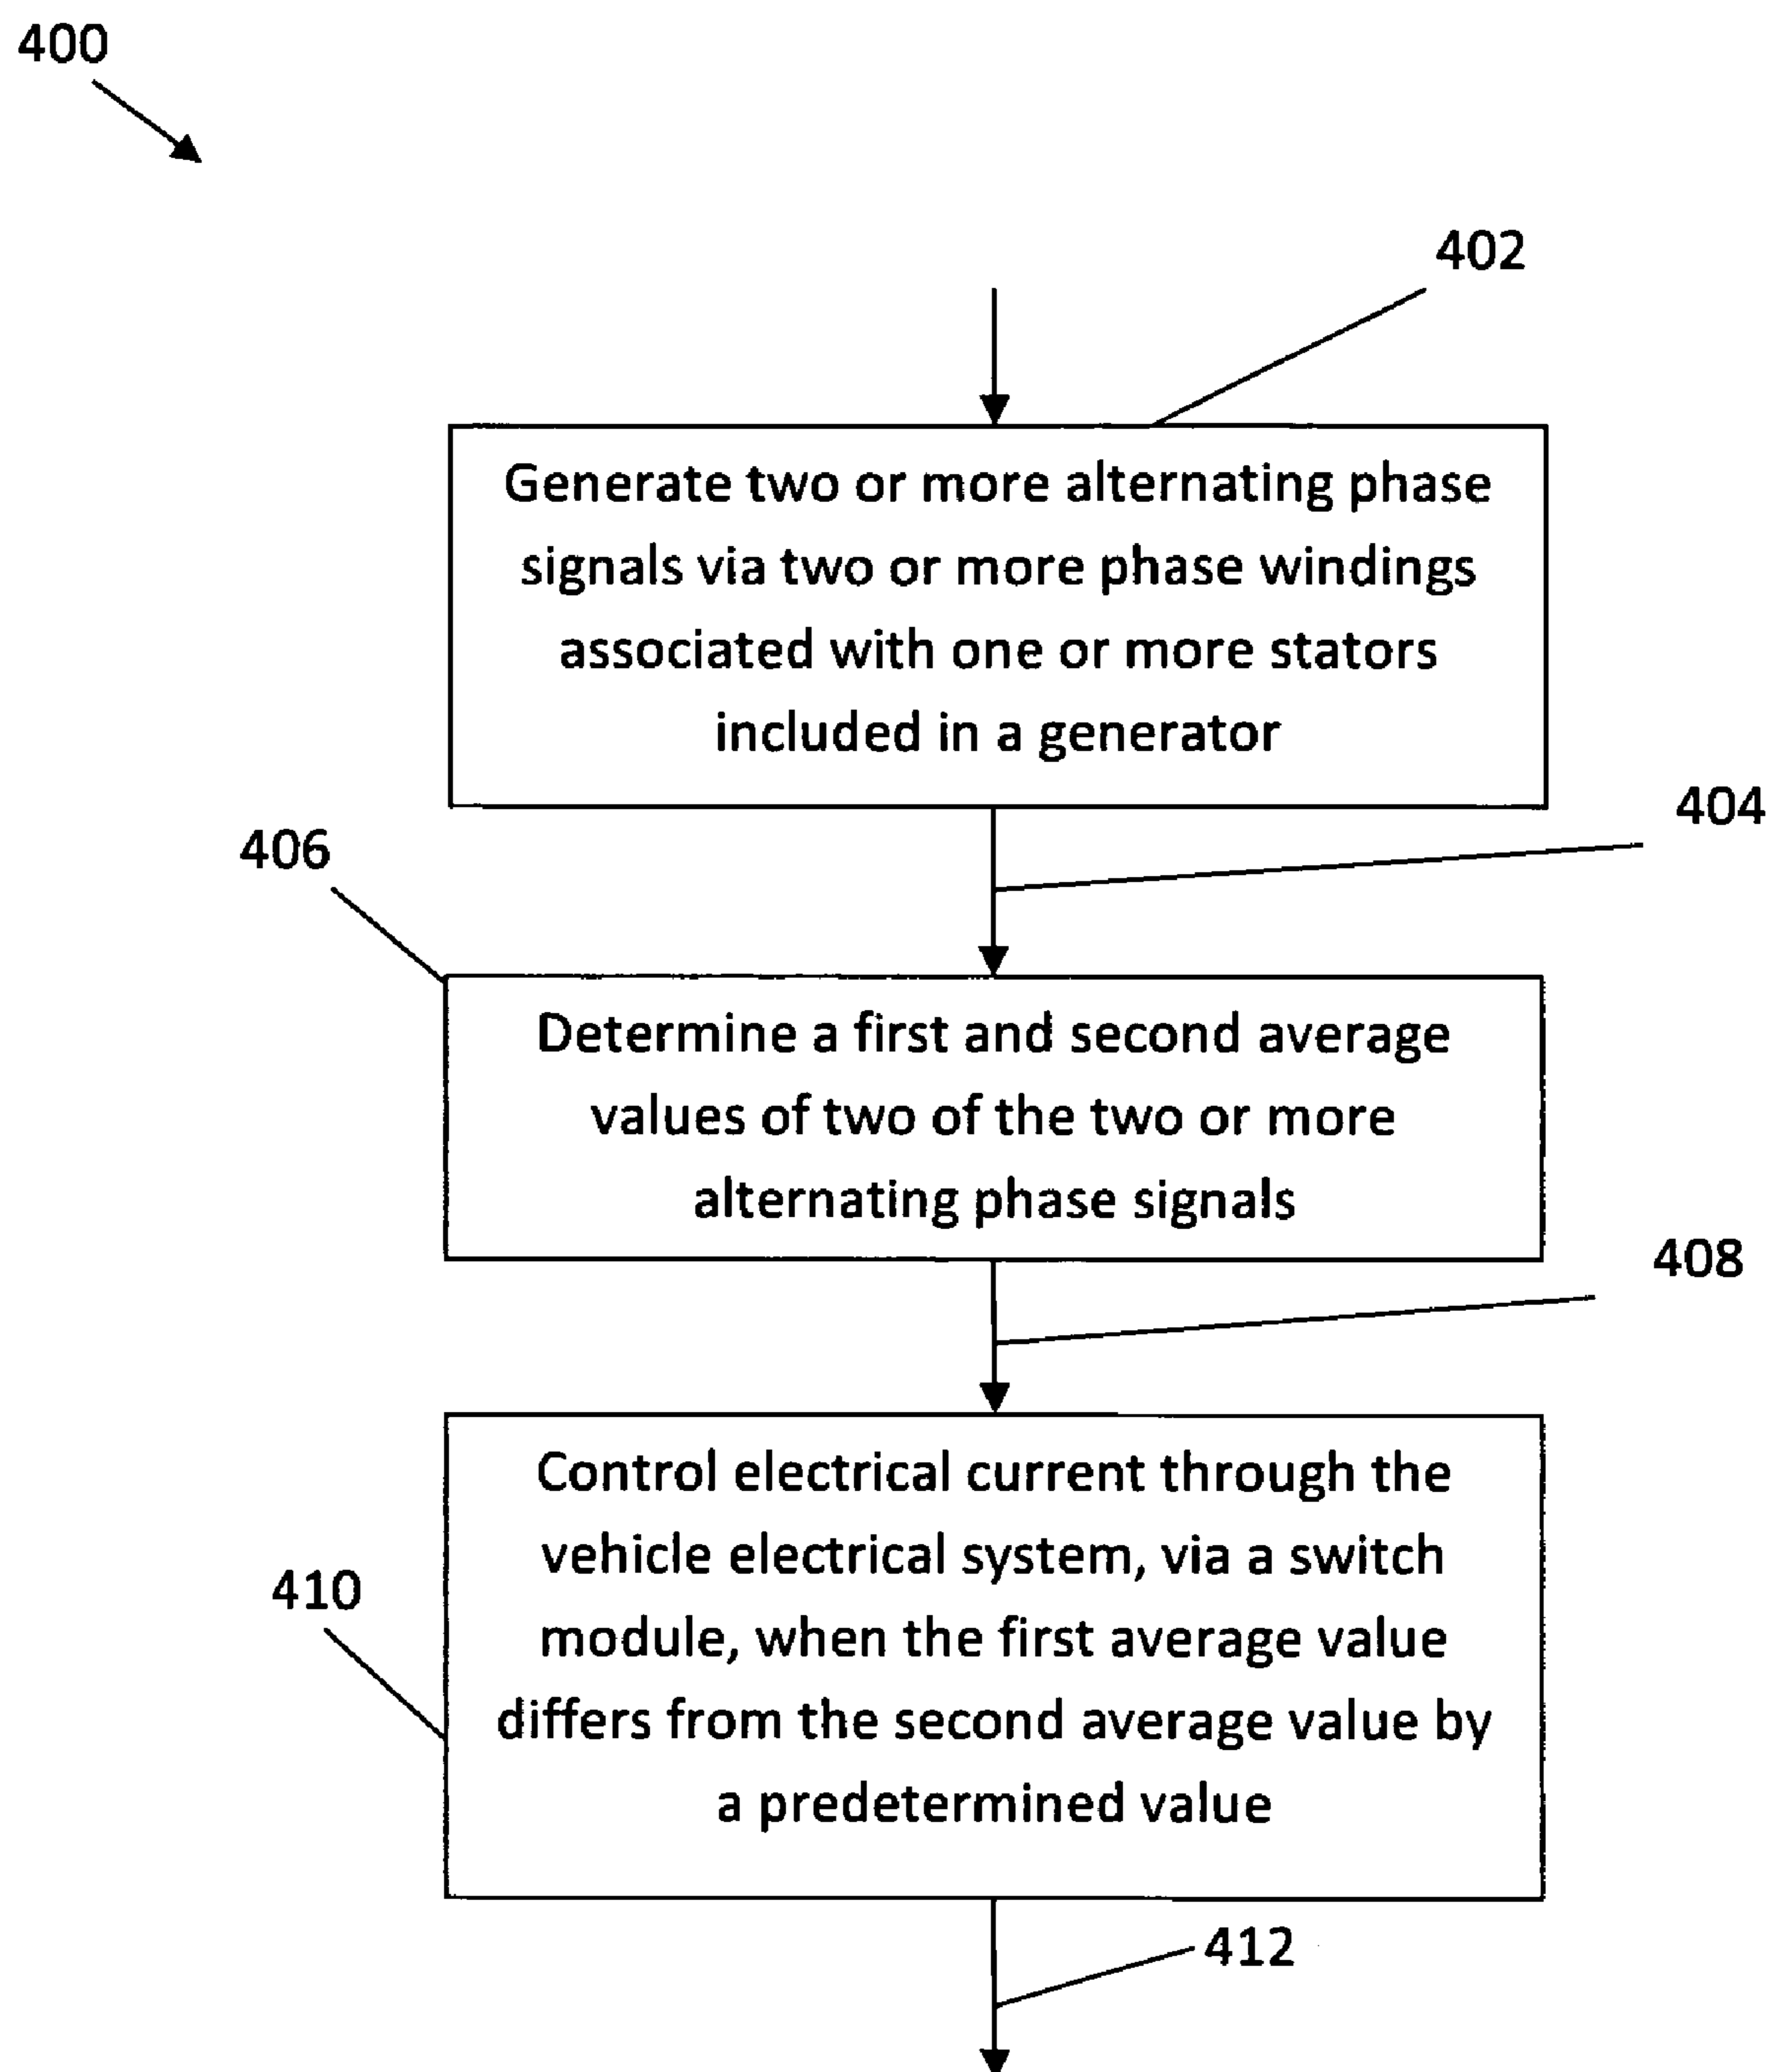 400
402
Generate two or more alternating phase
signals via two or more phase windings
associated with one or more stators
included in a generator
404
406
Determine a first and second average
values of two of the two or more
alternating phase signals
408
Control electrical current through the
vehicle electrical system, via a switch
module, when the first average value
differs from the second average value by
a predetermined value
410
412